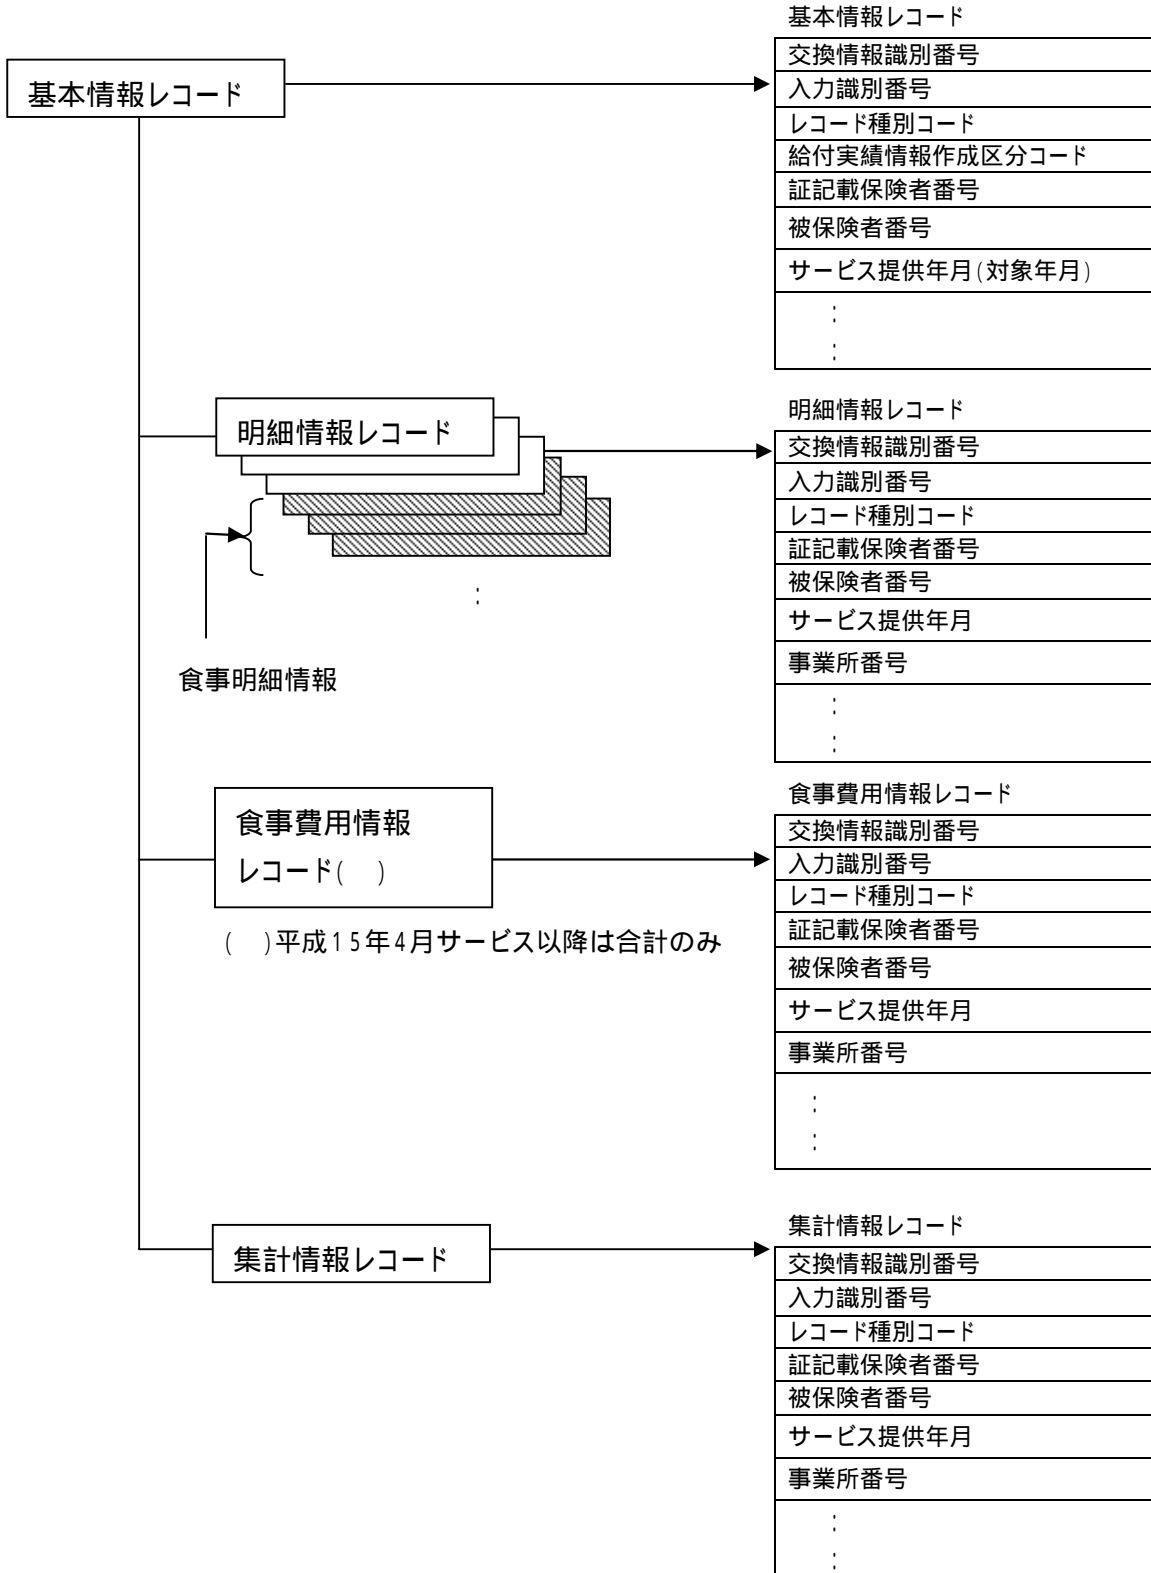 基本情報レコード
基本情報レコード
交換情報識別番号
入力識別番号
レコード種別コード
給付実績情報作成区分コード
証記載保険者番号
被保険者番号
サービス提供年月(対象年月)
:
:
明細情報レコード
食事明細情報
:
明細情報レコード
交換情報識別番号
入力識別番号
レコード種別コード
証記載保険者番号
被保険者番号
サービス提供年月
事業所番号
:
:
食事費用情報
レコード( )
( )平成15年4月サービス以降は合計のみ
食事費用情報レコード
交換情報識別番号
入力識別番号
レコード種別コード
証記載保険者番号
被保険者番号
サービス提供年月
事業所番号
:
:
集計情報レコード
集計情報レコード
交換情報識別番号
入力識別番号
レコード種別コード
証記載保険者番号
被保険者番号
サービス提供年月
事業所番号
:
: